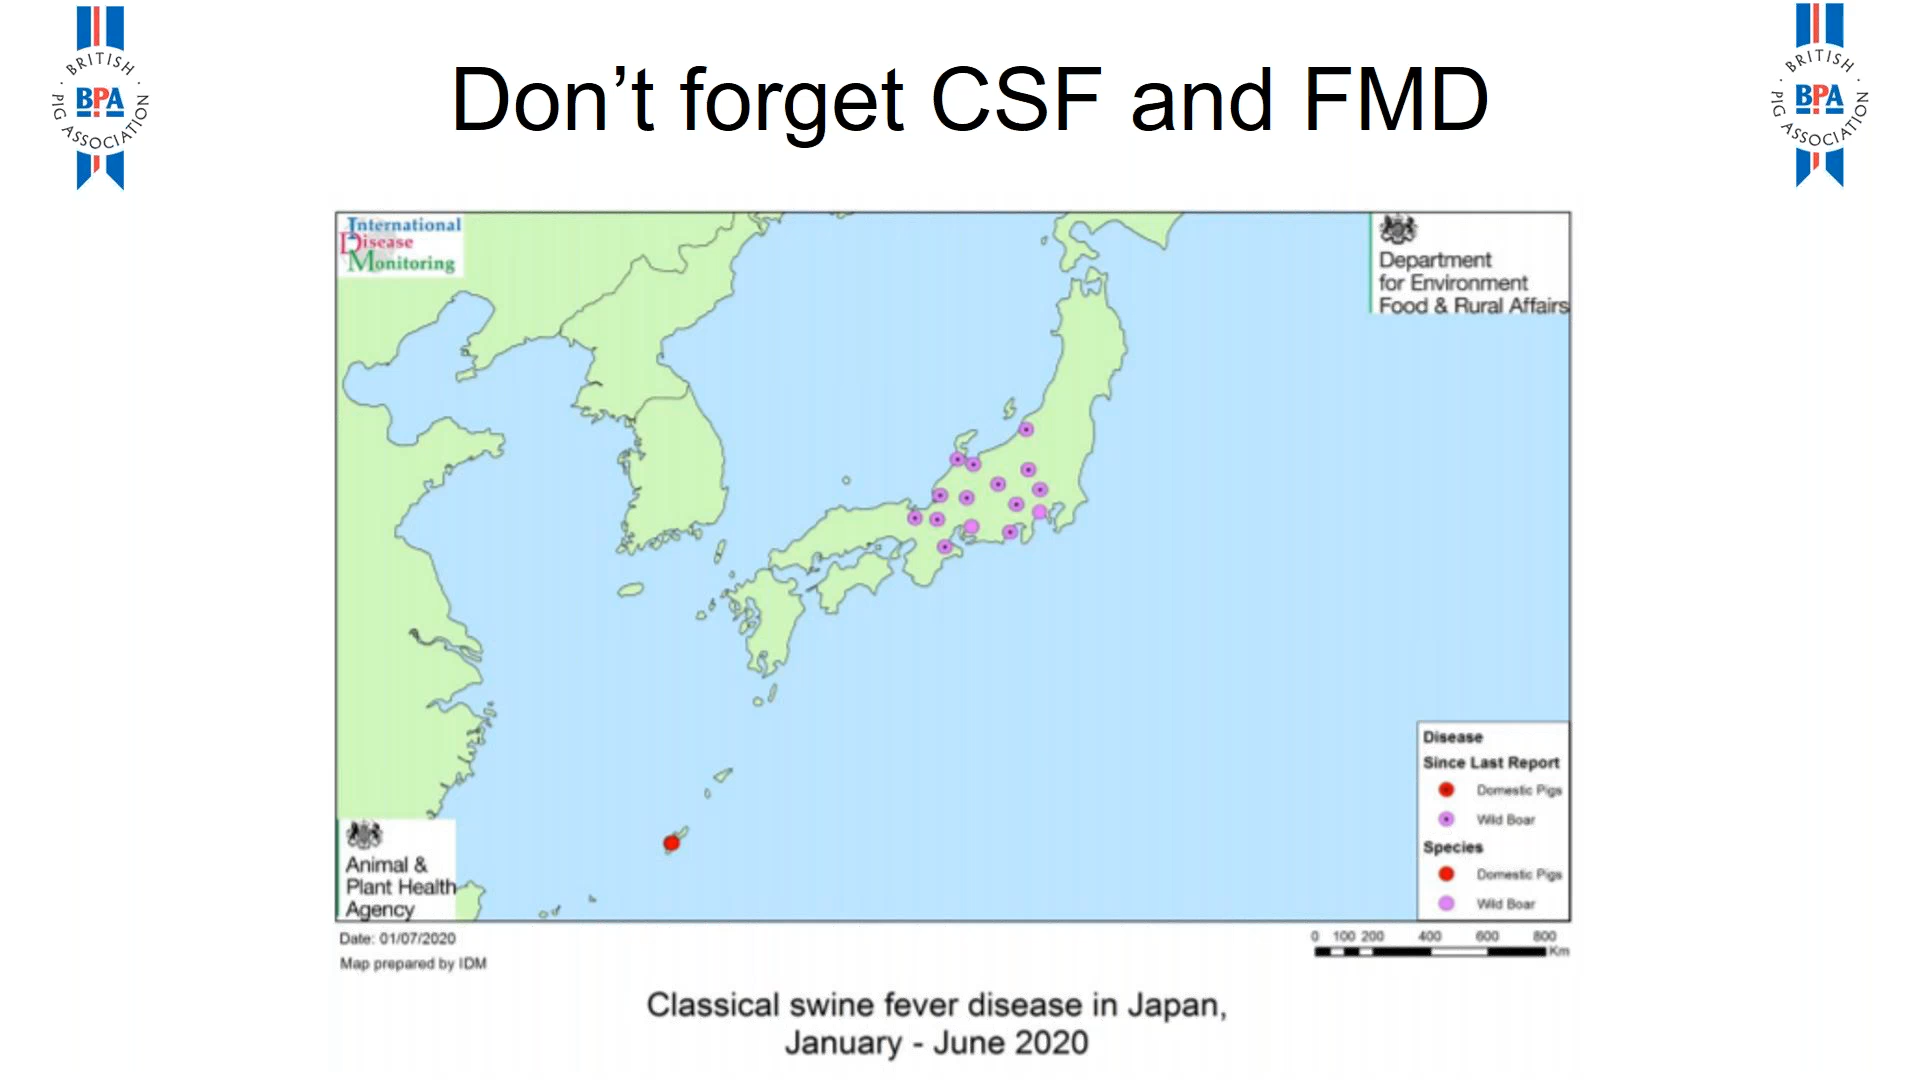 BRITISH
BPA
PIG ASSOCIATION
Don't forget CSF and FMD
BRITISH
BPA
PIG ASSOCIATION
International
Disease
Monitoring
Department
for Environment
Food & Rural Affairs
Disease
Since Last Report
Domestic Pigs
Wild Boar
Species
Domestic Pigs
Wild Boar
Animal &
Plant Health
Agency
Date: 01/07/2020
Map prepared by IDM
0 100 200 400 600 800
Km
Classical swine fever disease in Japan,
January - June 2020